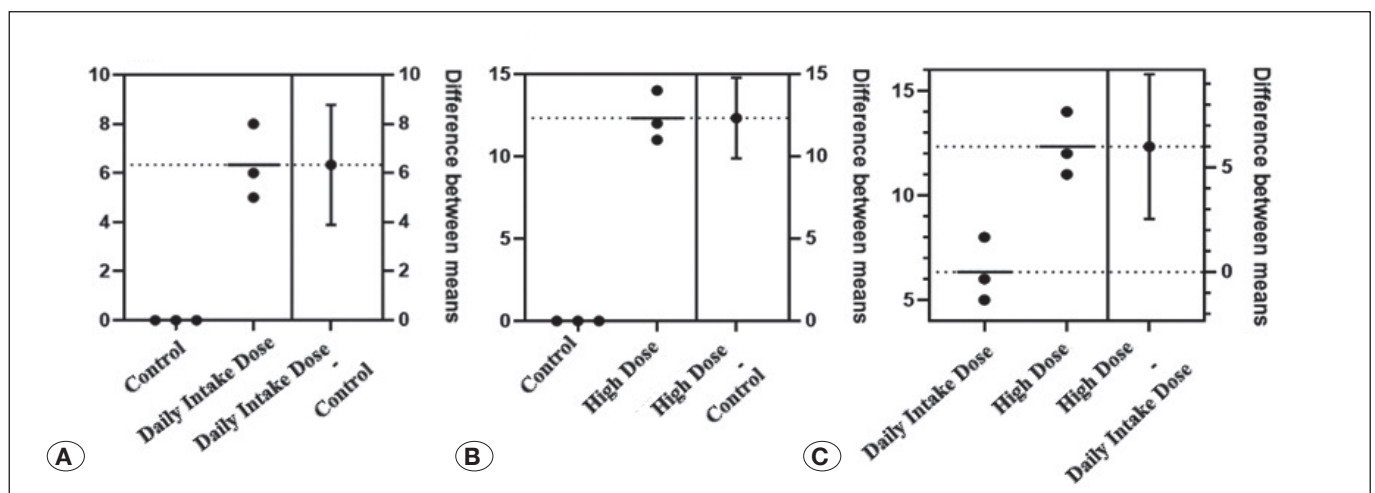 10
8
6
4
2
0
10
8
6
4
2
0
Difference between means
Control
Daily Intake Dose
Daily Intake Dose
-
Control
A
15
10
5
0
15
10
5
0
Difference between means
Control
High Dose
High Dose
-
Control
B
15
10
5
5
0
Difference between means
Daily Intake Dose
High Dose
High Dose
-
Daily Intake Dose
C